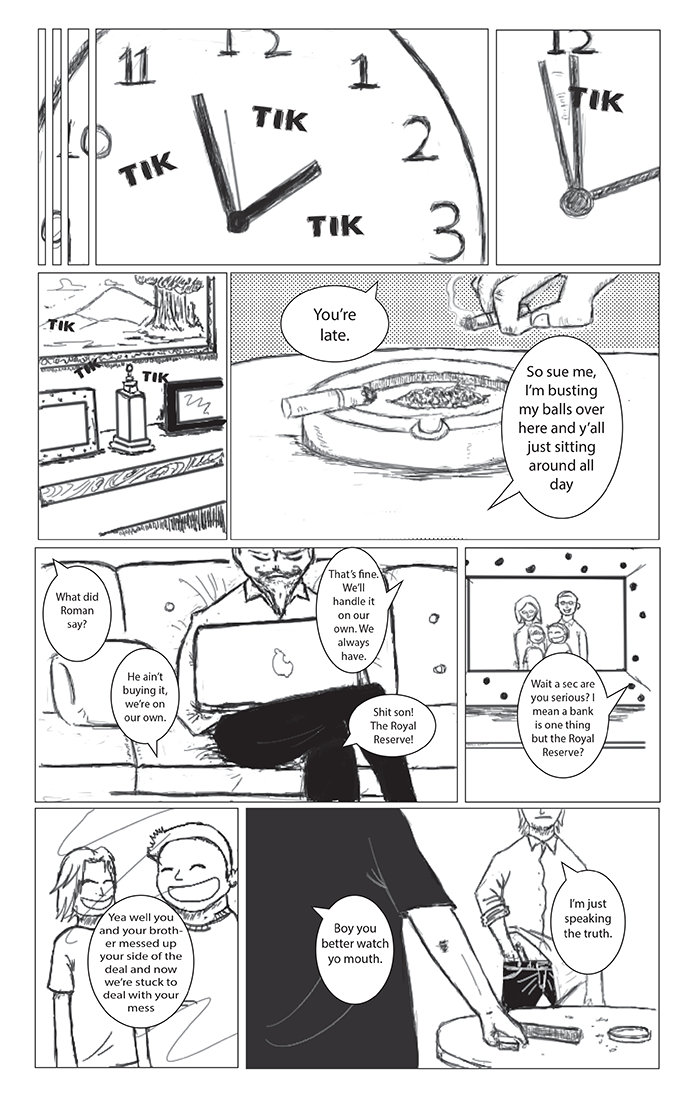 11
12
1
2
3
TIK
TIK
TIK
12
TIK
TIK
TIK
TIK
You’re
late.
So sue me,
I’m busting
my balls over
here and y’all
just sitting
around all
day
What did
Roman
say?
He ain’t
buying it,
we’re on
our own.
That’s fine.
We’ll
handle it
on our
own. We
always
have.
Shit son!
The Royal
Reserve!
Wait a sec are
you serious? I
mean a bank
is one thing
but the Royal
Reserve?
Yea well you
and your broth-
er messed up
your side of the
deal and now
we’re stuck to
deal with your
mess
Boy you
better watch
yo mouth.
I’m just
speaking
the truth.